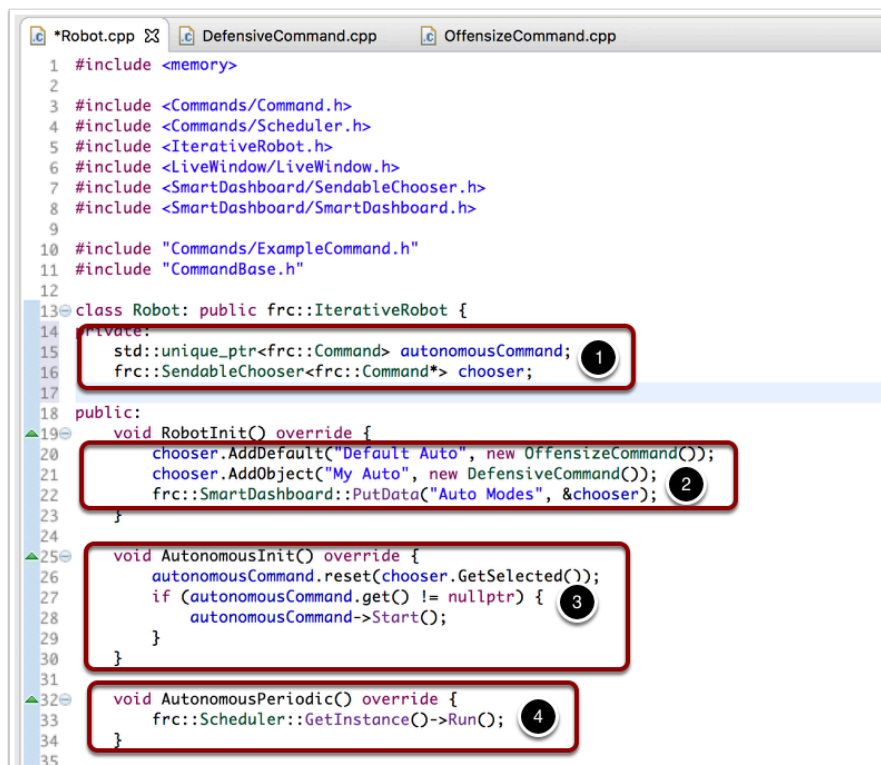 *Robot.cpp DefensiveCommand.cpp OffensizeCommand.cpp
1 #include <memory>
2
3 #include <Commands/Command.h>
4 #include <Commands/Scheduler.h>
5 #include <IterativeRobot.h>
6 #include <LiveWindow/LiveWindow.h>
7 #include <SmartDashboard/SendableChooser.h>
8 #include <SmartDashboard/SmartDashboard.h>
9
10 #include "Commands/ExampleCommand.h"
11 #include "CommandBase.h"
12
13 class Robot: public frc::IterativeRobot {
14 private:
15 std::unique_ptr<frc::Command> autonomousCommand; 1
16 frc::SendableChooser<frc::Command*> chooser;
17
18 public:
19 void RobotInit() override {
20 chooser.AddDefault("Default Auto", new OffensizeCommand());
21 chooser.AddObject("My Auto", new DefensiveCommand());
22 frc::SmartDashboard::PutData("Auto Modes", &chooser); 2
23 }
24
25 void AutonomousInit() override {
26 autonomousCommand.reset(chooser.GetSelected());
27 if (autonomousCommand.get() != nullptr) { 3
28 autonomousCommand->Start();
29 }
30 }
31
32 void AutonomousPeriodic() override {
33 frc::Scheduler::GetInstance()->Run(); 4
34 }
35